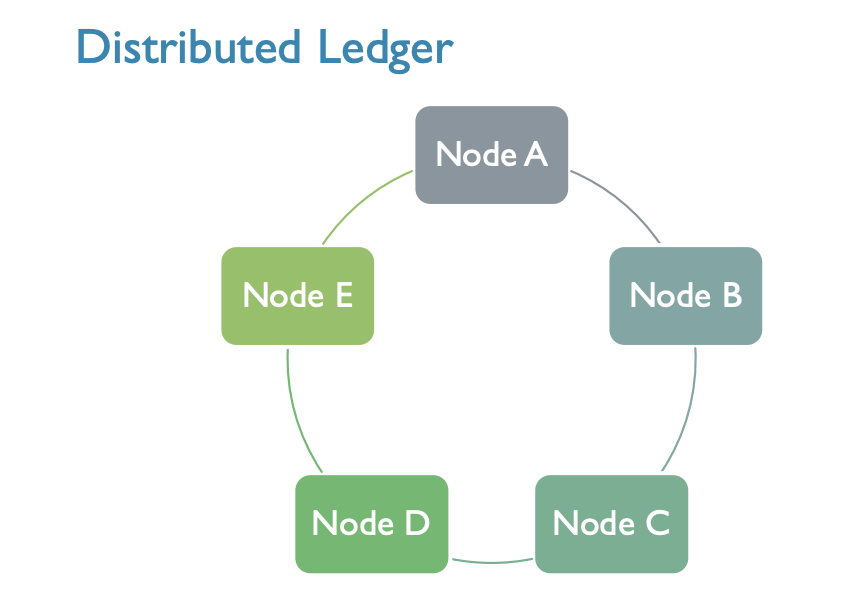 Distributed Ledger
Node A
Node B
Node C
Node D
Node E